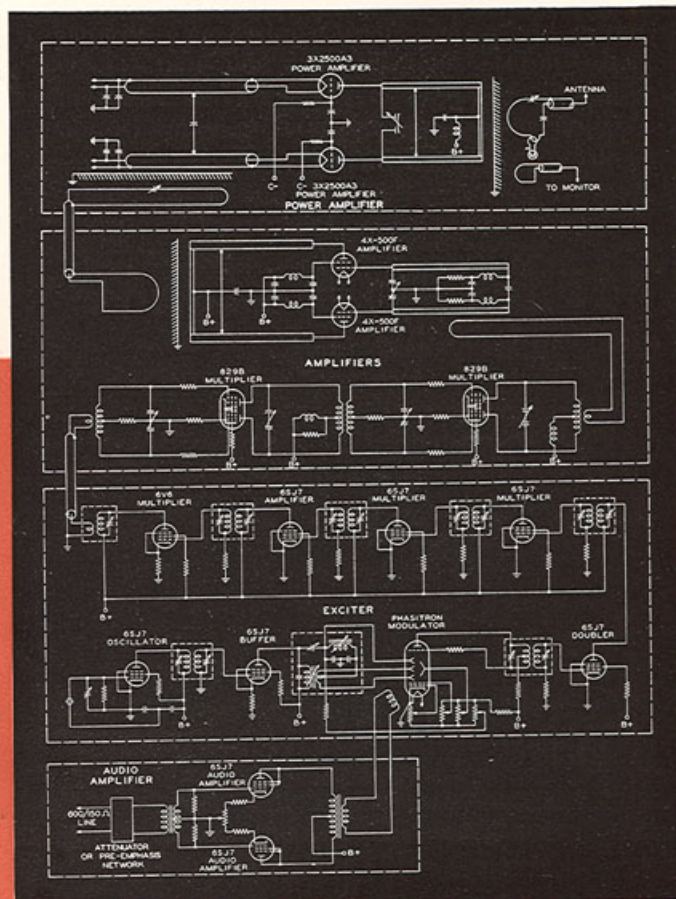 3X2500A3
POWER AMPLIFIER
ANTENNA
TO MONITOR
C-
C-
3X2500A3
POWER AMPLIFIER
POWER AMPLIFIER
4X-500F
AMPLIFIER
B+
B+
B+
4X-500F
AMPLIFIER
AMPLIFIERS
829B
MULTIPLIER
829B
MULTIPLIER
B+
B+
B+
B+
6V6
MULTIPLIER
6SJ7
AMPLIFIER
6SJ7
MULTIPLIER
6SJ7
MULTIPLIER
B+
EXCITER
6SJ7
OSCILLATOR
6SJ7
BUFFER
PHASITRON
MODULATOR
6SJ7
DOUBLER
B+
B+
B+
B+
AUDIO
AMPLIFIER
6SJ7
AUDIO
AMPLIFIER
600/150Ω
LINE
ATTENUATOR
OR PRE-EMPHASIS
NETWORK
6SJ7
AUDIO
AMPLIFIER
B+